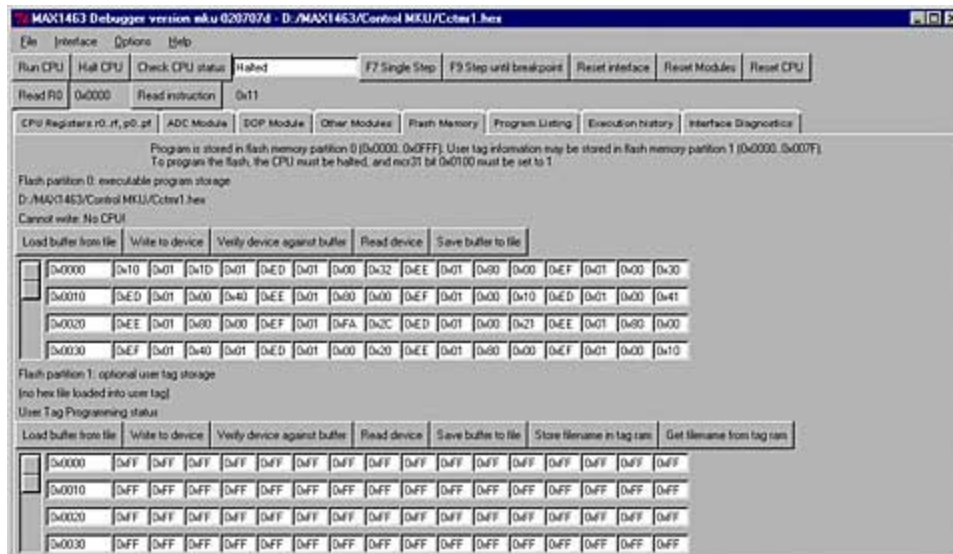 MAX1463 Debugger version mku-020707d - D:/MAX1463/Control MKU/Cctmr1.hex
File Interface Options Help
Run CPU Halt CPU Check CPU status Halted F7 Single Step F9 Step until breakpoint Reset interface Reset Modules Reset CPU
Read R0 0x0000 Read instruction 0x11
CPU Registers r0..rf, p0..pf ADC Module DOP Module Other Modules Flash Memory Program Listing Execution history Interface Diagnostics
Program is stored in flash memory partition 0 (0x0000..0x0FFF). User tag information may be stored in flash memory partition 1 (0x0000..0x007F).
To program the flash, the CPU must be halted, and mcr31 bit 0x0100 must be set to 1.
Flash partition 0: executable program storage
D:/MAX1463/Control MKU/Cctmr1.hex
Cannot write: No CPU!
Load buffer from file Write to device Verify device against buffer Read device Save buffer to file
0x0000 0x10 0x01 0x1D 0x01 0xED 0x01 0x00 0x32 0xEE 0x01 0x80 0x00 0xEF 0x01 0x00 0x30
0x0010 0xED 0x01 0x00 0x40 0xEE 0x01 0x80 0x00 0xEF 0x01 0x00 0x10 0xED 0x01 0x00 0x41
0x0020 0xEE 0x01 0x80 0x00 0xEF 0x01 0xFA 0x2C 0xED 0x01 0x00 0x21 0xEE 0x01 0x80 0x00
0x0030 0xEF 0x01 0x40 0x01 0xED 0x01 0x00 0x20 0xEE 0x01 0x80 0x00 0xEF 0x01 0x00 0x10
Flash partition 1: optional user tag storage
(no hex file loaded into user tag)
User Tag Programming status
Load buffer from file Write to device Verify device against buffer Read device Save buffer to file Store filename in tag ram Get filename from tag ram
0x0000 0xFF 0xFF 0xFF 0xFF 0xFF 0xFF 0xFF 0xFF 0xFF 0xFF 0xFF 0xFF 0xFF 0xFF 0xFF 0xFF
0x0010 0xFF 0xFF 0xFF 0xFF 0xFF 0xFF 0xFF 0xFF 0xFF 0xFF 0xFF 0xFF 0xFF 0xFF 0xFF 0xFF
0x0020 0xFF 0xFF 0xFF 0xFF 0xFF 0xFF 0xFF 0xFF 0xFF 0xFF 0xFF 0xFF 0xFF 0xFF 0xFF 0xFF
0x0030 0xFF 0xFF 0xFF 0xFF 0xFF 0xFF 0xFF 0xFF 0xFF 0xFF 0xFF 0xFF 0xFF 0xFF 0xFF 0xFF